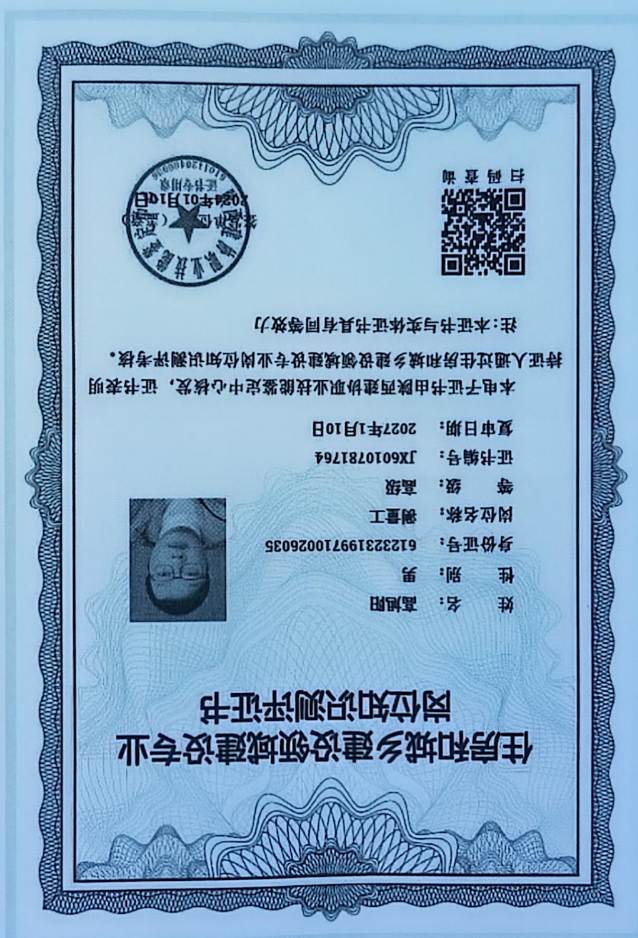 住房和城乡建设领域建设专业
岗位知识测评证书
姓 名： 高旭阳
性 别： 男
身份证号： 612323199710026035
岗位名称： 测量工
等 级： 高级
证书编号： JX6010781764
复审日期： 2027年1月10日
本电子证书由陕西建协职业技能鉴定中心核发，证书表明
持证人通过住房和城乡建设领域建设专业岗位知识测评考核。
注:本证书与实体证书具有同等效力
扫码查询
2024年01月10日
证书专用章